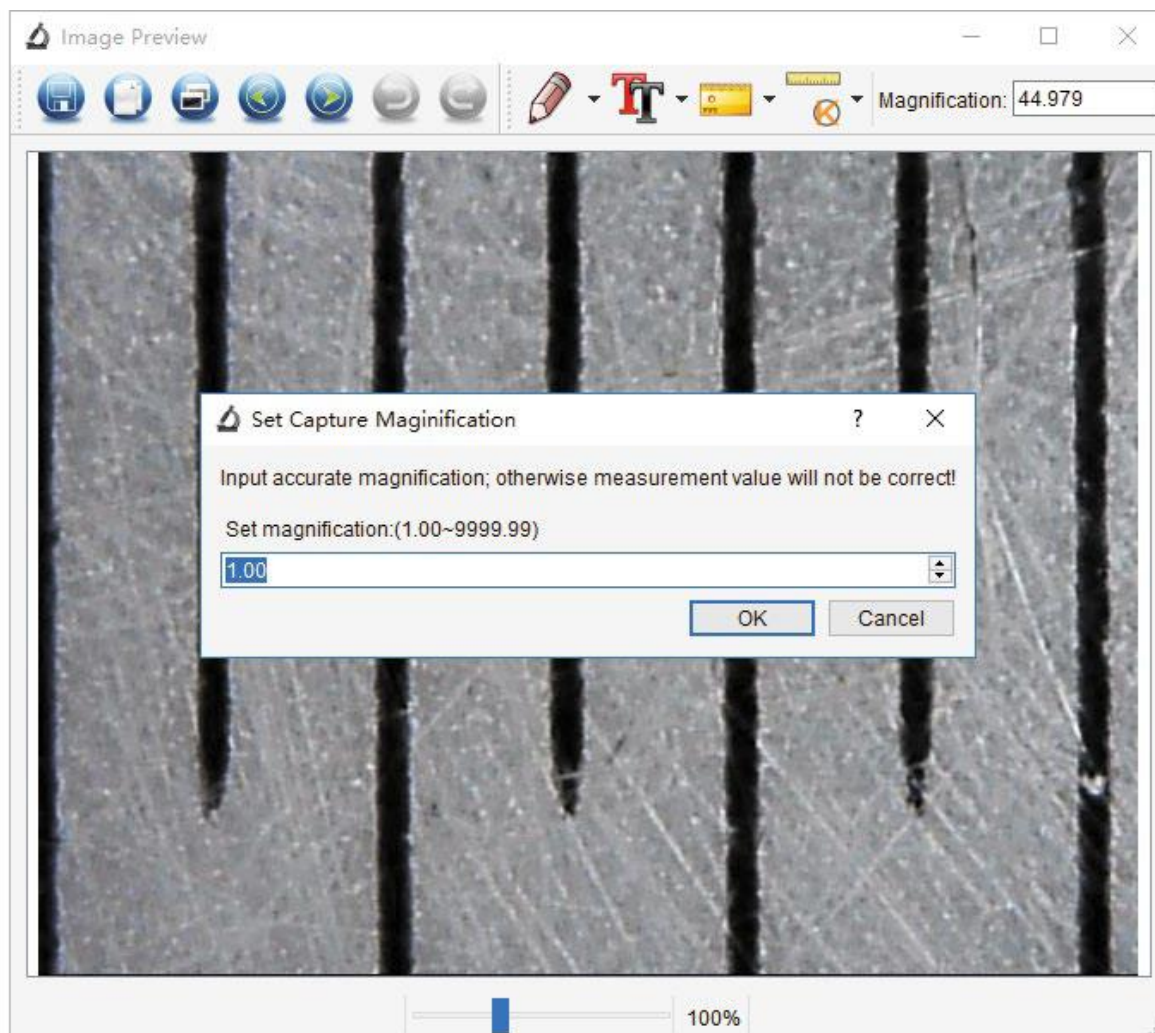 Image Preview
Magnification: 44.979
Set Capture Maginification
Input accurate magnification; otherwise measurement value will not be correct!
Set magnification:(1.00~9999.99)
1.00
OK Cancel
100%